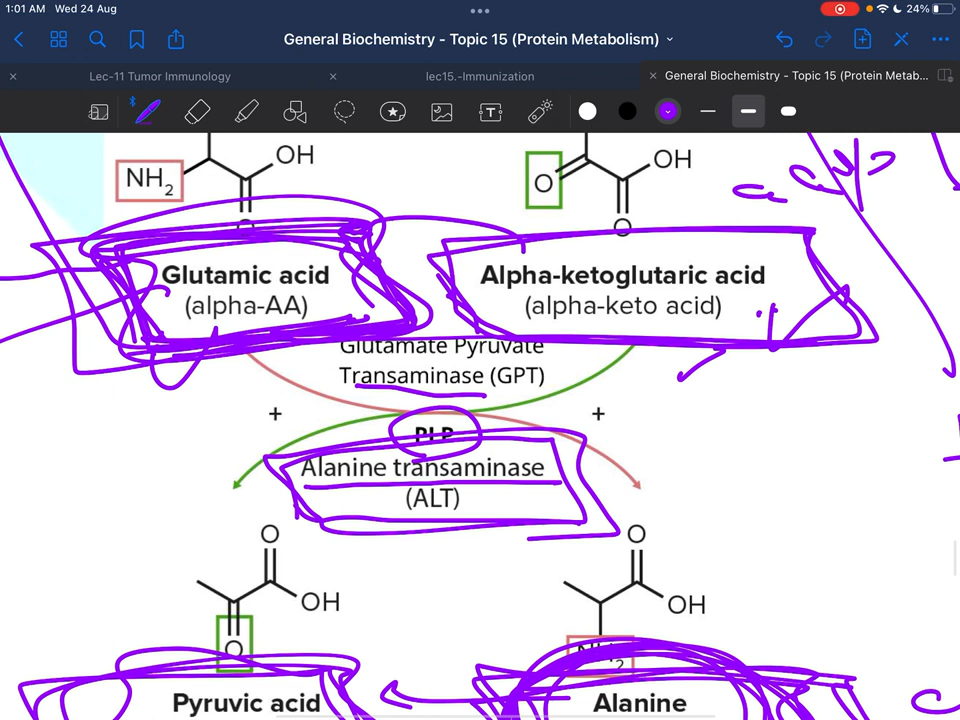 1:01 AM Wed 24 Aug
24%
General Biochemistry - Topic 15 (Protein Metabolism)
Lec-11 Tumor Immunology
lec15.-Immunization
General Biochemistry - Topic 15 (Protein Metab...
T
OH
NH2
O
OH
O
O
O
Glutamic acid
(alpha-AA)
Alpha-ketoglutaric acid
(alpha-keto acid)
Glutamate Pyruvate
Transaminase (GPT)
+
+
PLP
Alanine transaminase
(ALT)
O
O
OH
OH
O
NH2
Pyruvic acid
Alanine